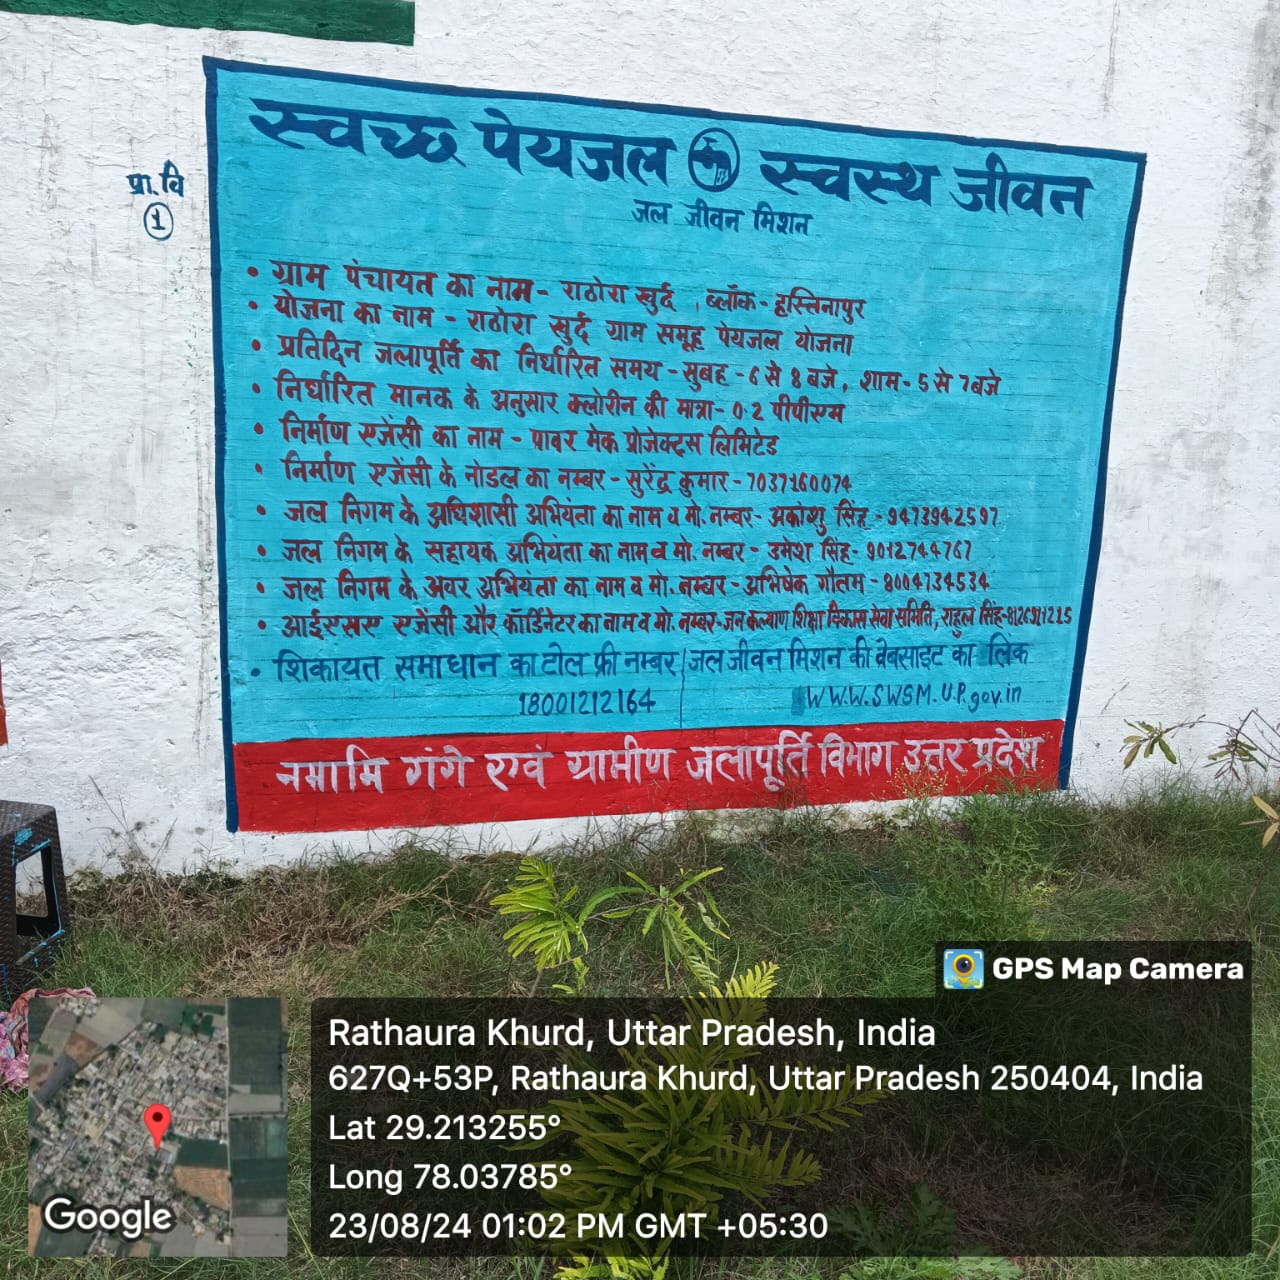 स्वच्छ पेयजल स्वस्थ जीवन
जल जीवन मिशन
प्रा.वि
1
• ग्राम पंचायत का नाम - राठौरा खुर्द , ब्लॉक - हस्तिनापुर
• योजना का नाम - राठौरा खुर्द ग्राम समूह पेयजल योजना
• प्रतिदिन जलापूर्ति का निर्धारित समय - सुबह - 6 से 8 बजे, शाम - 5 से 7 बजे
• निर्धारित मानक के अनुसार क्लोरीन की मात्रा - 0.2 पीपीएम
• निर्माण एजेंसी का नाम - पावर मेक प्रोजेक्ट्स लिमिटेड
• निर्माण एजेंसी के नोडल का नम्बर - सुरेंद्र कुमार - 7037160074
• जल निगम के अधिशासी अभियंता का नाम व मो. नम्बर - सिंह - 9473942597
• जल निगम के सहायक अभियंता का नाम व मो. नम्बर - उमेश सिंह - 9012744767
• जल निगम के अवर अभियंता का नाम व मो. नम्बर - अभिषेक गौतम - 8004734534
• आईएसए एजेंसी और कॉर्डिनेटर का नाम व मो. नम्बर - जन कल्याण शिक्षा विकास सेवा समिति, राहुल सिंह -
• शिकायत समाधान का टोल फ्री नम्बर | जल जीवन मिशन की वेबसाइट का लिंक
18001212164 WWW.SWSM.U.P.gov.in
नमामि गंगे एवं ग्रामीण जलापूर्ति विभाग उत्तर प्रदेश
GPS Map Camera
Rathaura Khurd, Uttar Pradesh, India
627Q+53P, Rathaura Khurd, Uttar Pradesh 250404, India
Lat 29.213255°
Long 78.03785°
23/08/24 01:02 PM GMT +05:30
Google